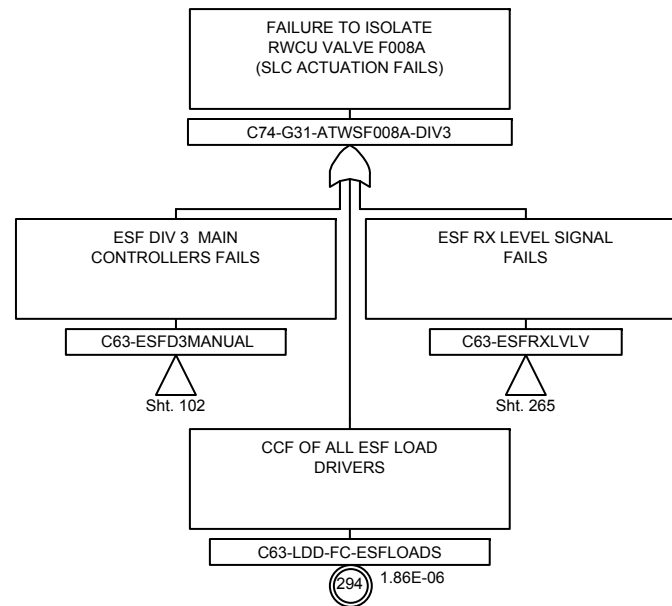 FAILURE TO ISOLATE
RWCU VALVE F008A
(SLC ACTUATION FAILS)
C74-G31-ATWSF008A-DIV3
ESF DIV 3 MAIN
CONTROLLERS FAILS
C63-ESFD3MANUAL
Sht. 102
ESF RX LEVEL SIGNAL
FAILS
C63-ESFRXLVLV
Sht. 265
CCF OF ALL ESF LOAD
DRIVERS
C63-LDD-FC-ESFLOADS
294
1.86E-06